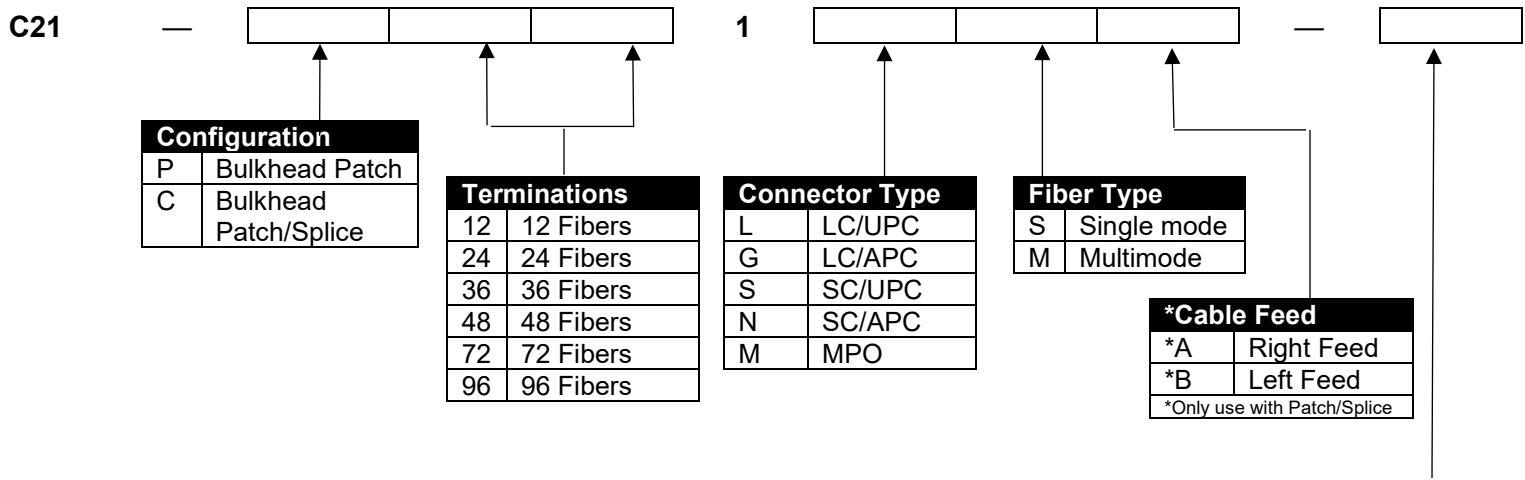 C21 — 1 —
Configuration
P Bulkhead Patch
C Bulkhead
Patch/Splice
Terminations
12 12 Fibers
24 24 Fibers
36 36 Fibers
48 48 Fibers
72 72 Fibers
96 96 Fibers
Connector Type
L LC/UPC
G LC/APC
S SC/UPC
N SC/APC
M MPO
Fiber Type
S Single mode
M Multimode
*Cable Feed
*A Right Feed
*B Left Feed
*Only use with Patch/Splice